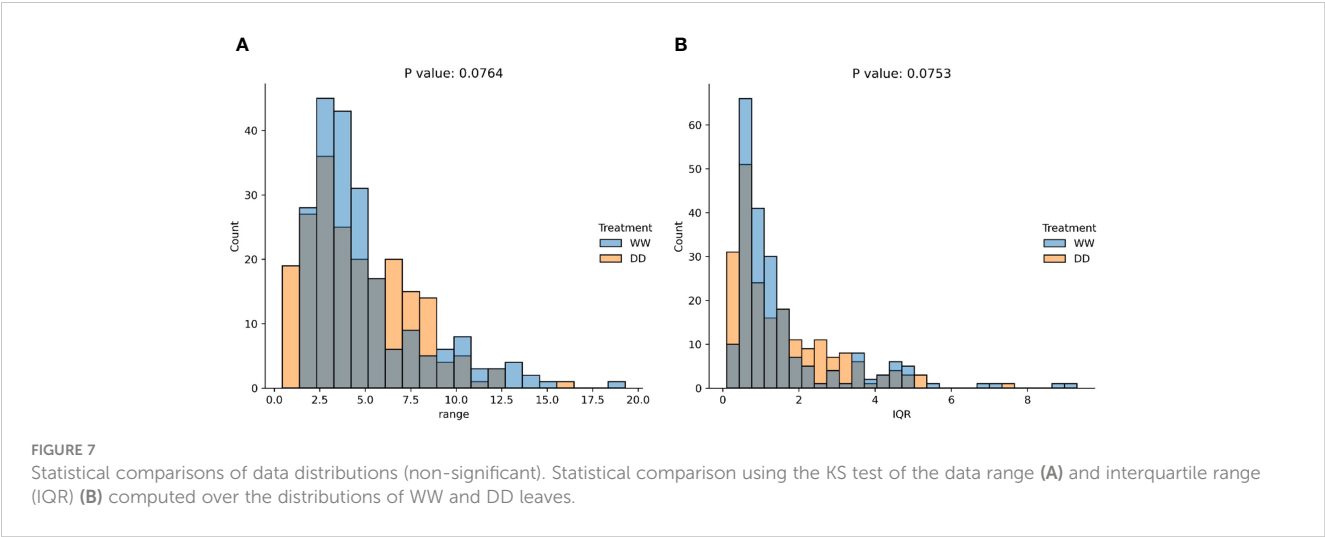 A
P value: 0.0764
Count
40
30
20
10
0
0.0 2.5 5.0 7.5 10.0 12.5 15.0 17.5 20.0
range
Treatment
WW
DD
B
P value: 0.0753
Count
60
50
40
30
20
10
0
0 2 4 6 8
IQR
Treatment
WW
DD
FIGURE 7
Statistical comparisons of data distributions (non-significant). Statistical comparison using the KS test of the data range (A) and interquartile range
(IQR) (B) computed over the distributions of WW and DD leaves.